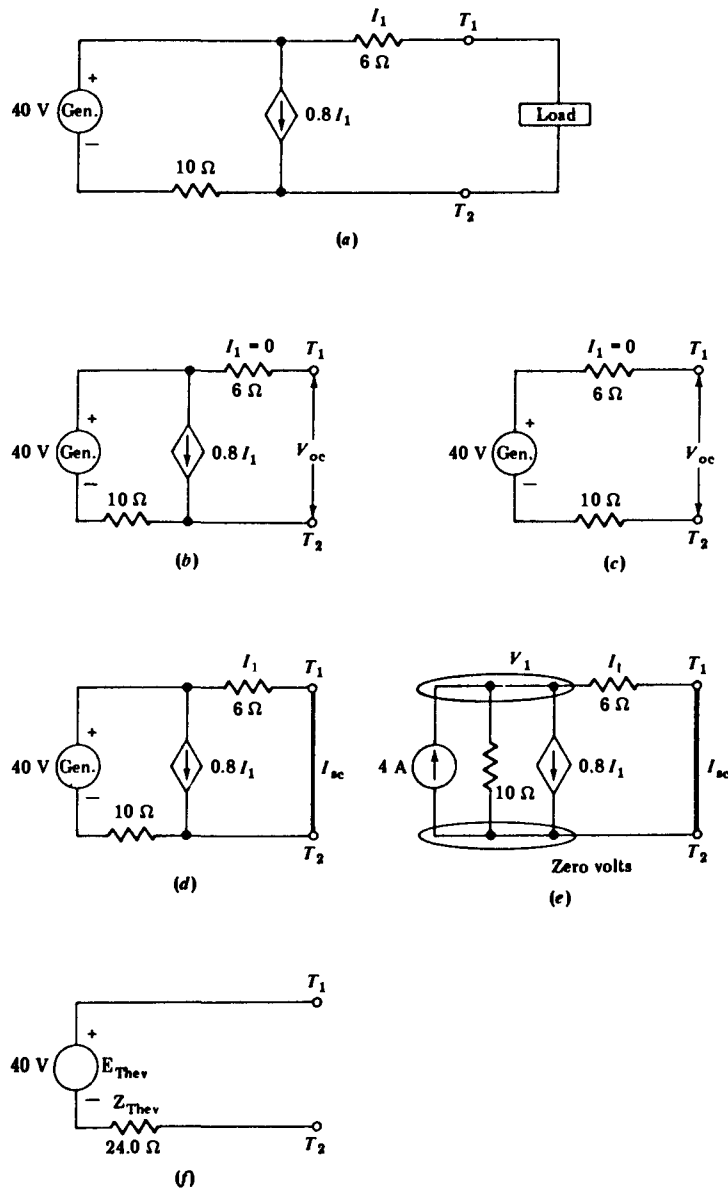 I₁
T₁
6 Ω
+
40 V
Gen.
−
0.8 I₁
Load
10 Ω
T₂
(a)
I₁ = 0
T₁
6 Ω
+
40 V
Gen.
−
0.8 I₁
Voc
10 Ω
T₂
(b)
I₁ = 0
T₁
6 Ω
+
40 V
Gen.
−
Voc
10 Ω
T₂
(c)
I₁
T₁
6 Ω
+
40 V
Gen.
−
0.8 I₁
Isc
10 Ω
T₂
(d)
V₁
I₁
T₁
6 Ω
4 A
10 Ω
0.8 I₁
Isc
T₂
Zero volts
(e)
T₁
+
40 V
EThev
−
ZThev
24.0 Ω
T₂
(f)